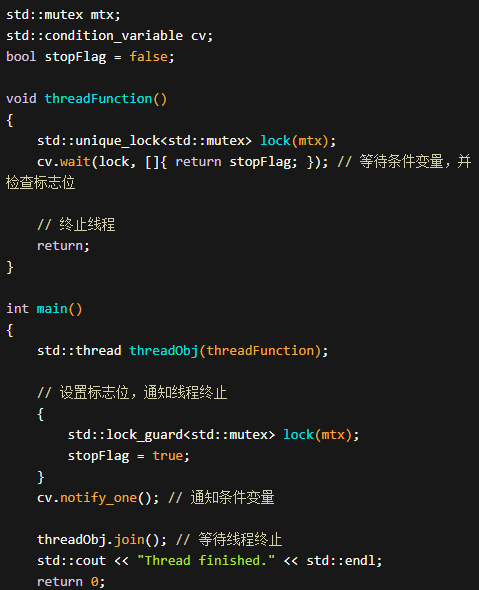 std::mutex mtx;
std::condition_variable cv;
bool stopFlag = false;

void threadFunction()
{
    std::unique_lock<std::mutex> lock(mtx);
    cv.wait(lock, []{ return stopFlag; }); // 等待条件变量，并
检查标志位

    // 终止线程
    return;
}

int main()
{
    std::thread threadObj(threadFunction);

    // 设置标志位，通知线程终止
    {
        std::lock_guard<std::mutex> lock(mtx);
        stopFlag = true;
    }
    cv.notify_one(); // 通知条件变量

    threadObj.join(); // 等待线程终止
    std::cout << "Thread finished." << std::endl;
    return 0;